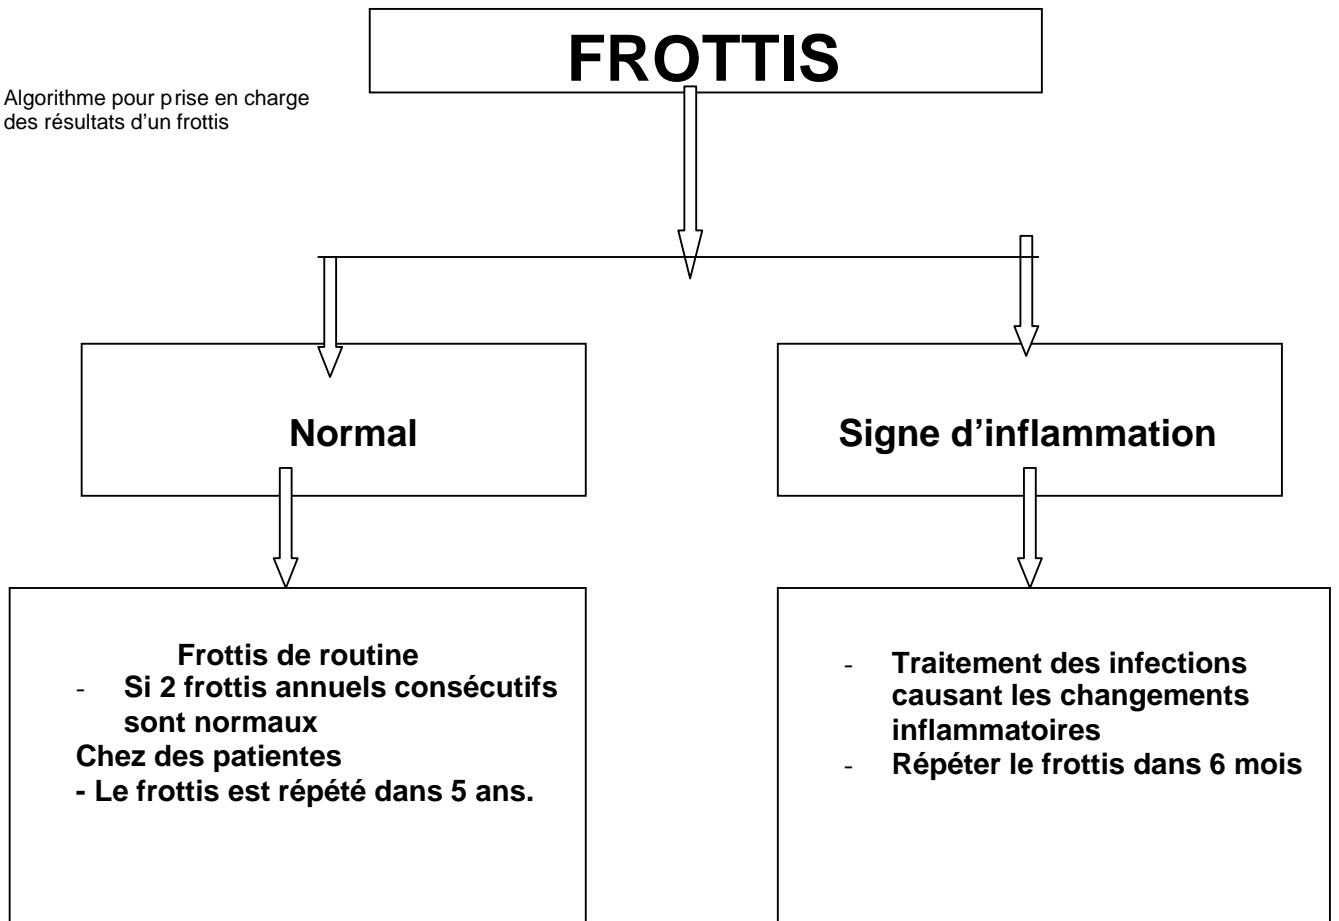 FROTTIS
Algorithme pour prise en charge
des résultats d'un frottis
Normal
Signe d'inflammation
Frottis de routine
- Si 2 frottis annuels consécutifs
sont normaux
Chez des patientes
- Le frottis est répété dans 5 ans.
- Traitement des infections
causant les changements
inflammatoires
- Répéter le frottis dans 6 mois